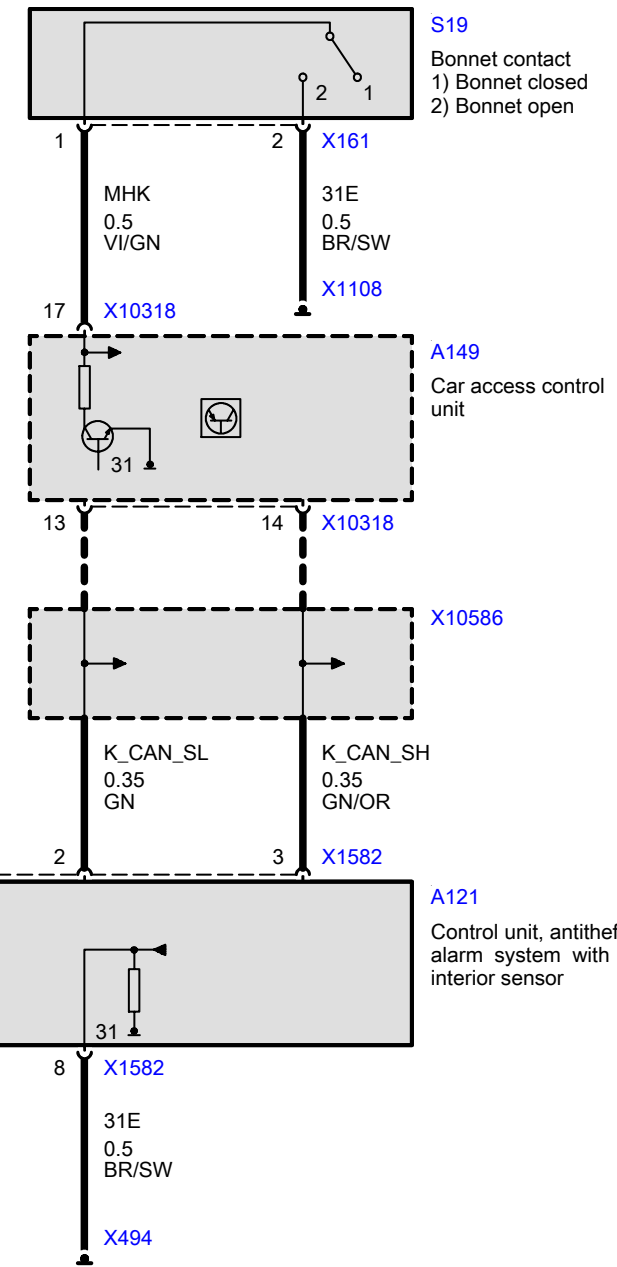 S19
Bonnet contact
1) Bonnet closed
2) Bonnet open
2
1
1
2
X161
MHK
0.5
VI/GN
31E
0.5
BR/SW
X1108
17
X10318
A149
Car access control
unit
31
13
14
X10318
X10586
K_CAN_SL
0.35
GN
K_CAN_SH
0.35
GN/OR
2
3
X1582
A121
Control unit, antithef
alarm system with
interior sensor
31
8
X1582
31E
0.5
BR/SW
X494